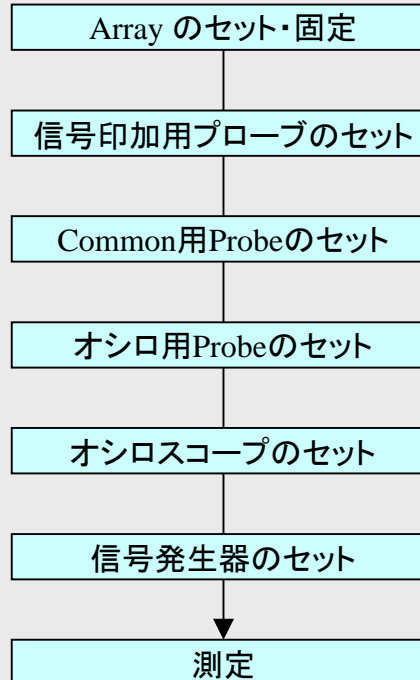 Array のセット・固定
信号印加用プローブのセット
Common用Probeのセット
オシロ用Probeのセット
オシロスコープのセット
信号発生器のセット
測定